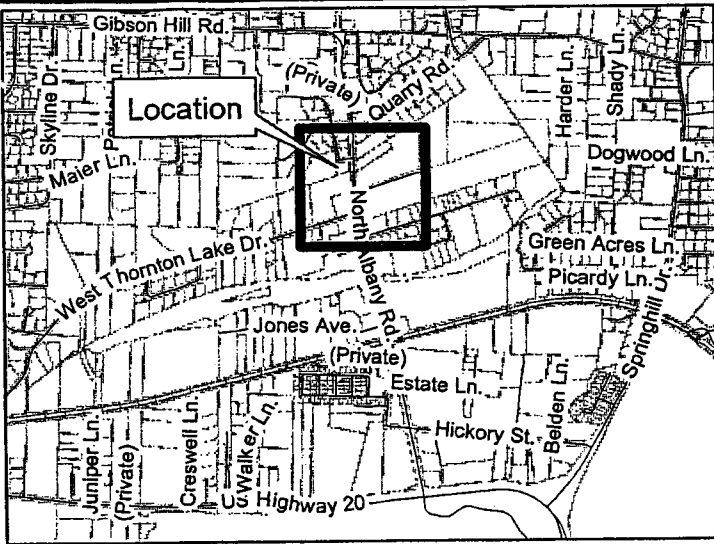 Gibson Hill Rd.
Skyline Dr.
Ln.
(Private)
Quarry Rd
Harder Ln.
Shady Ln.
Location
Maier Ln.
Dogwood Ln.
West Thornton Lake Dr.
North Albany Rd.
Green Acres Ln.
Picardy Ln.
Springhill Dr.
Jones Ave.
(Private)
Estate Ln.
Hickory St.
Belden Ln.
Juniper Ln.
(Private)
Creswell Ln.
Walker Ln.
US Highway 20